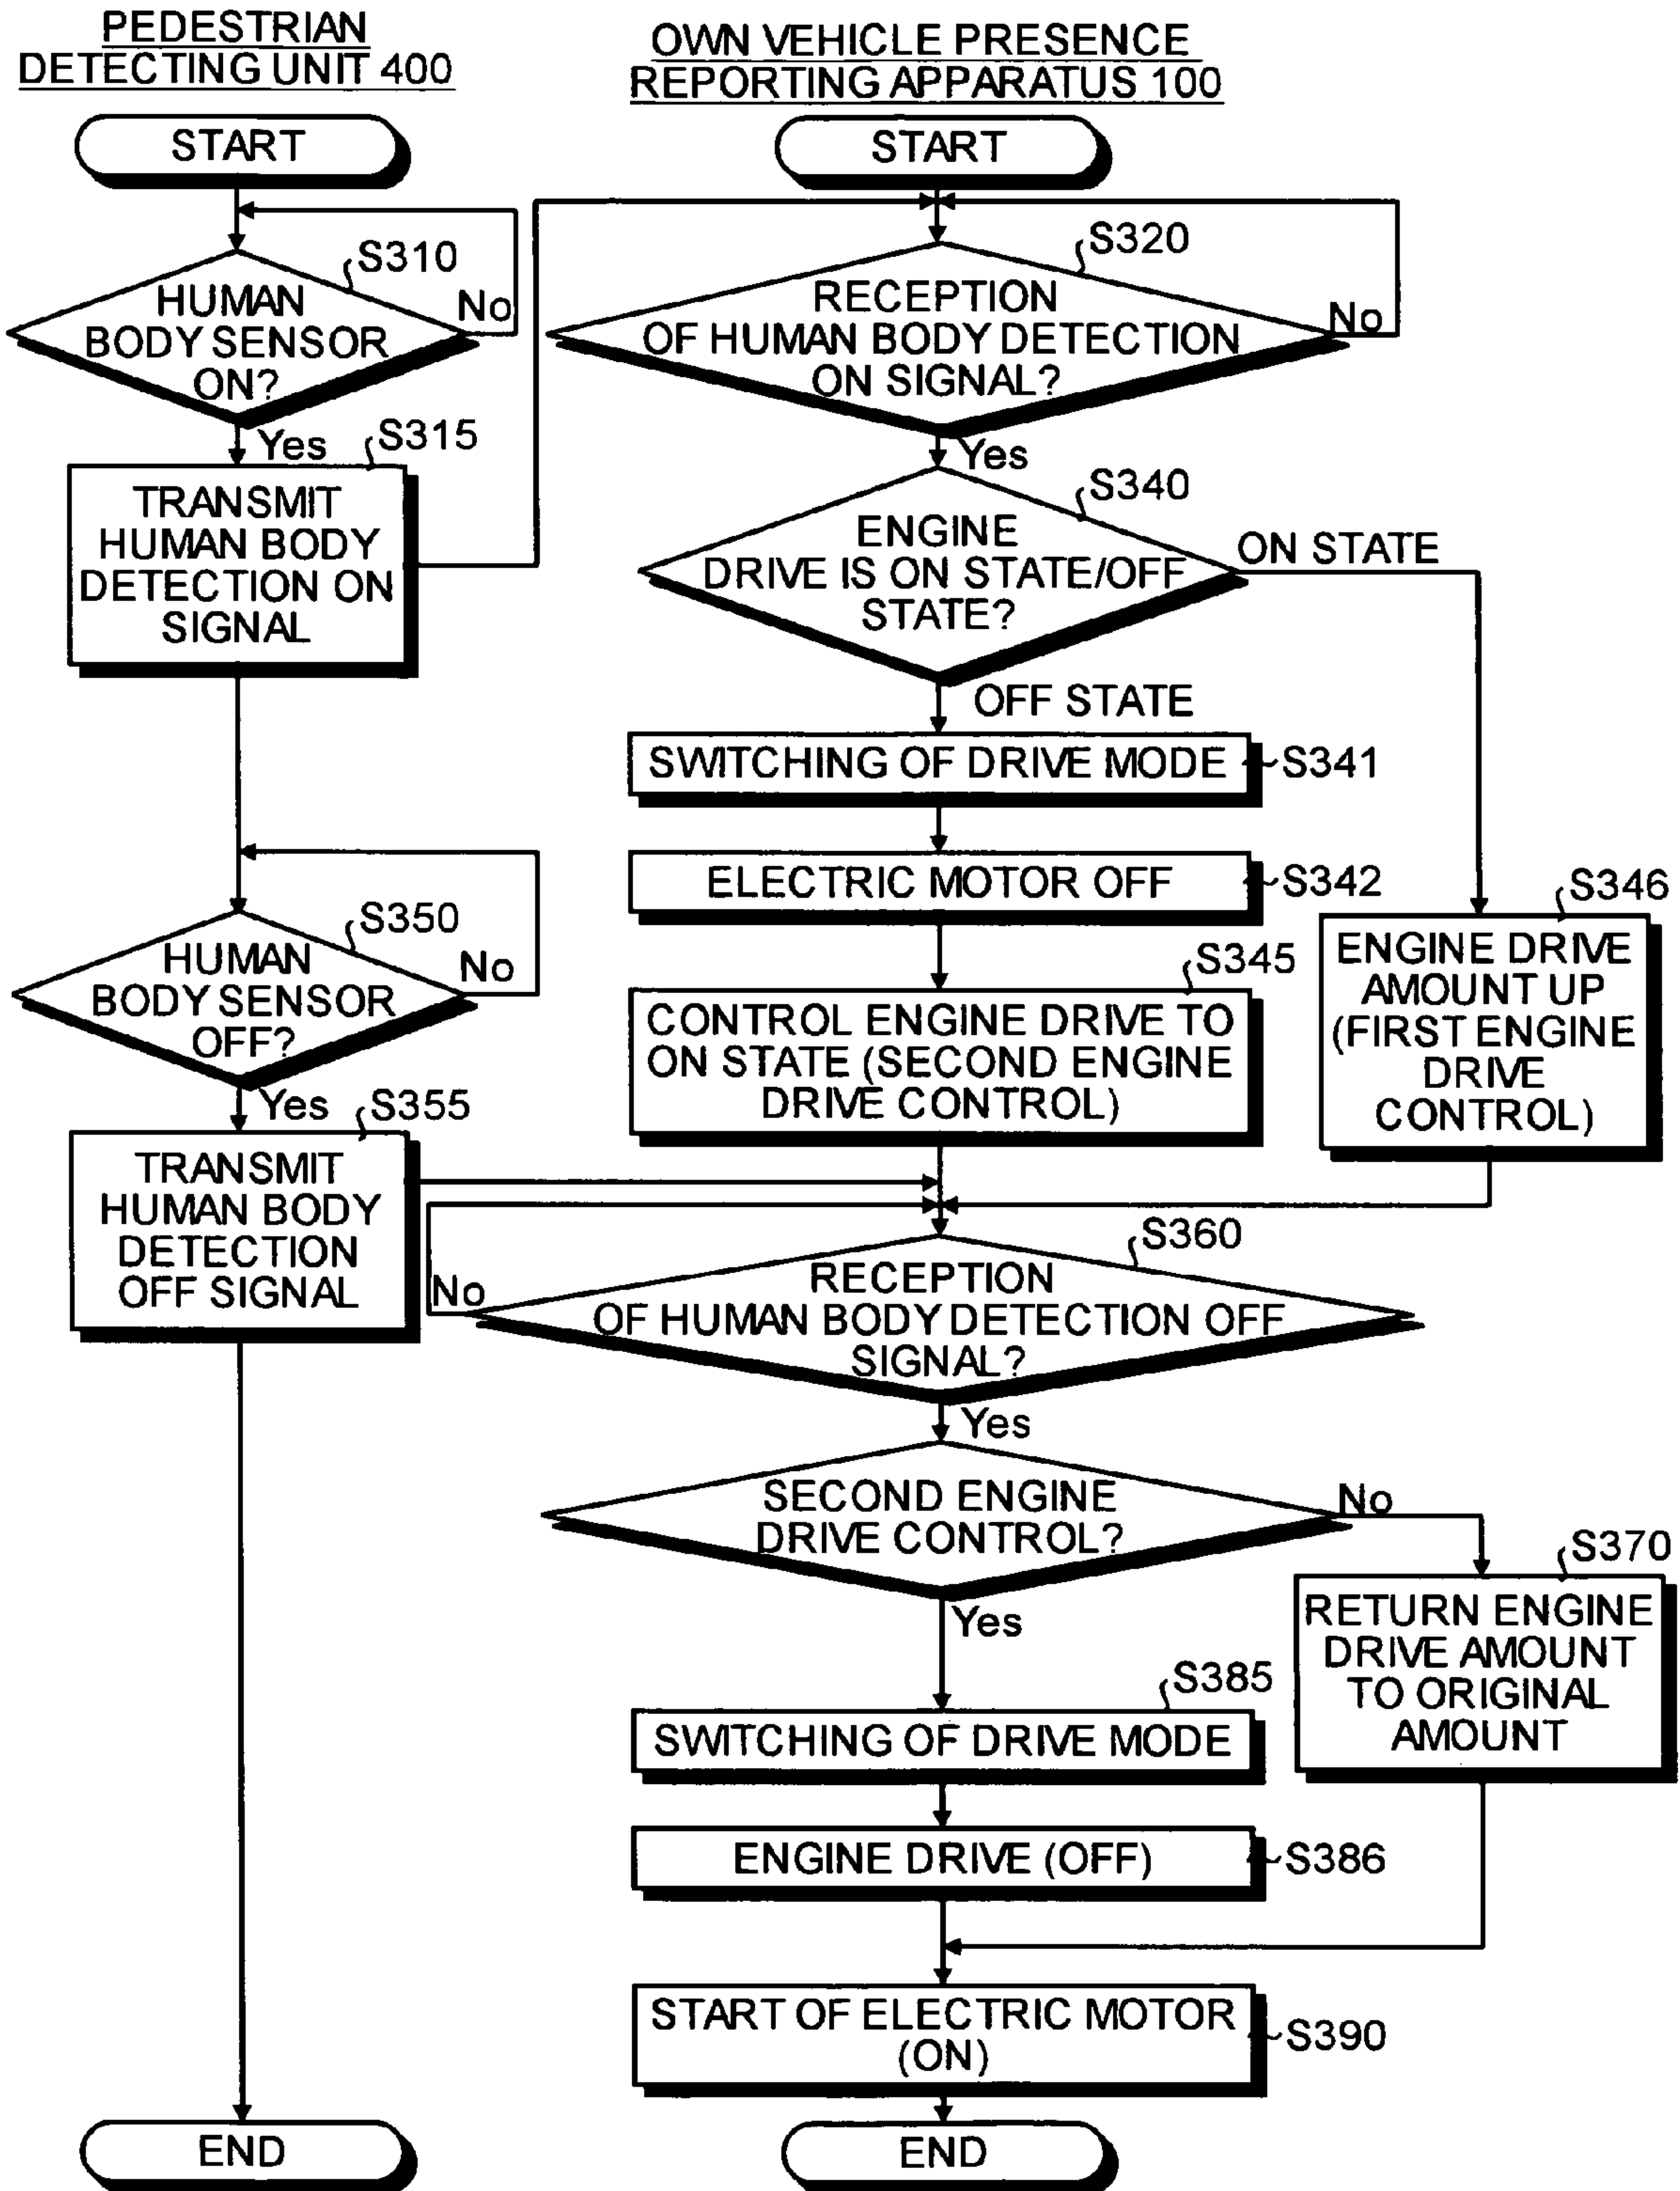 PEDESTRIAN
DETECTING UNIT 400
START
S310
HUMAN
BODY SENSOR
ON?
No
Yes
S315
TRANSMIT
HUMAN BODY
DETECTION ON
SIGNAL
S350
HUMAN
BODY SENSOR
OFF?
No
Yes
S355
TRANSMIT
HUMAN BODY
DETECTION
OFF SIGNAL
END
OWN VEHICLE PRESENCE
REPORTING APPARATUS 100
START
S320
RECEPTION
OF HUMAN BODY DETECTION
ON SIGNAL?
No
Yes
S340
ENGINE
DRIVE IS ON STATE/OFF
STATE?
ON STATE
OFF STATE
SWITCHING OF DRIVE MODE
S341
ELECTRIC MOTOR OFF
S342
S345
CONTROL ENGINE DRIVE TO
ON STATE (SECOND ENGINE
DRIVE CONTROL)
S346
ENGINE DRIVE
AMOUNT UP
(FIRST ENGINE
DRIVE
CONTROL)
S360
RECEPTION
OF HUMAN BODY DETECTION OFF
SIGNAL?
No
Yes
SECOND ENGINE
DRIVE CONTROL?
No
Yes
S370
RETURN ENGINE
DRIVE AMOUNT
TO ORIGINAL
AMOUNT
S385
SWITCHING OF DRIVE MODE
ENGINE DRIVE (OFF)
S386
START OF ELECTRIC MOTOR
(ON)
S390
END